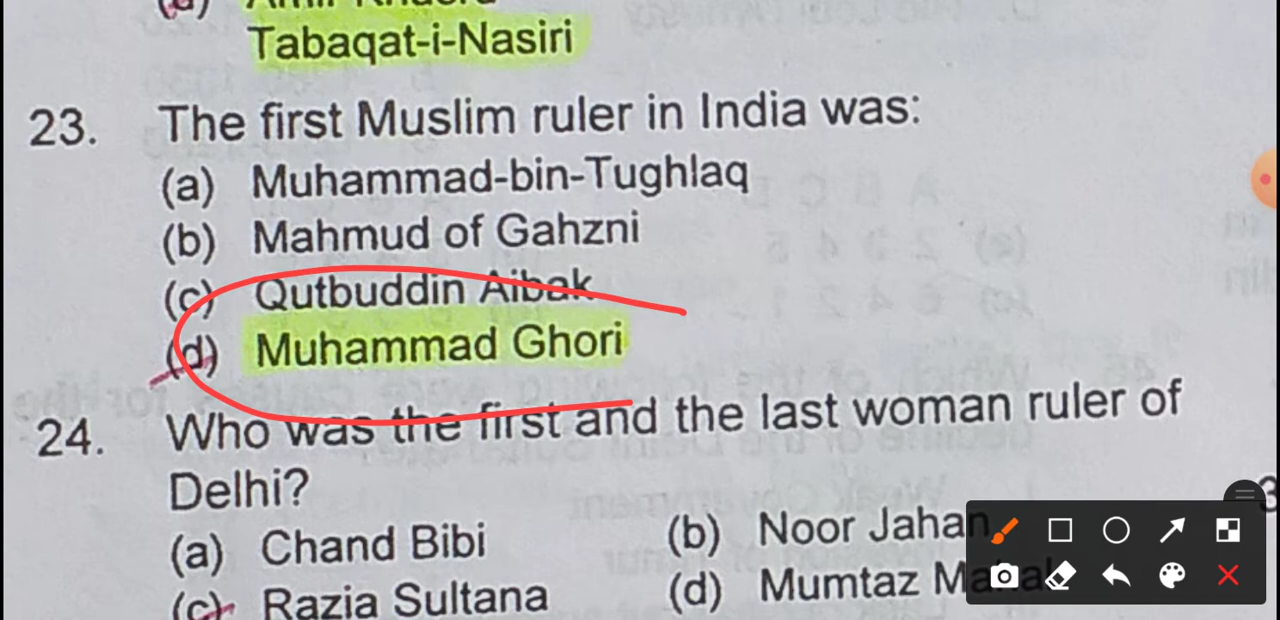 Tabaqat-i-Nasiri
23. The first Muslim ruler in India was:
(a) Muhammad-bin-Tughlaq
(b) Mahmud of Gahzni
(c) Qutbuddin Aibak
(d) Muhammad Ghori
24. Who was the first and the last woman ruler of
Delhi?
(a) Chand Bibi (b) Noor Jahan
(c) Razia Sultana (d) Mumtaz